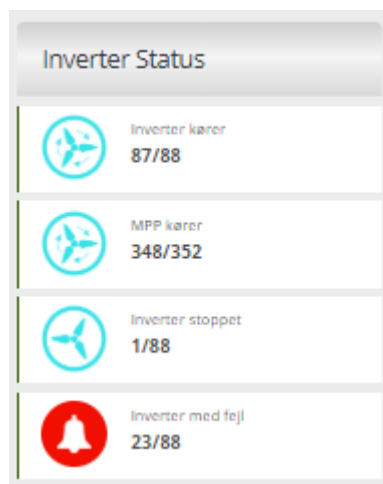 Inverter Status
Inverter kører
87/88
MPP kører
348/352
Inverter stoppet
1/88
Inverter med fejl
23/88